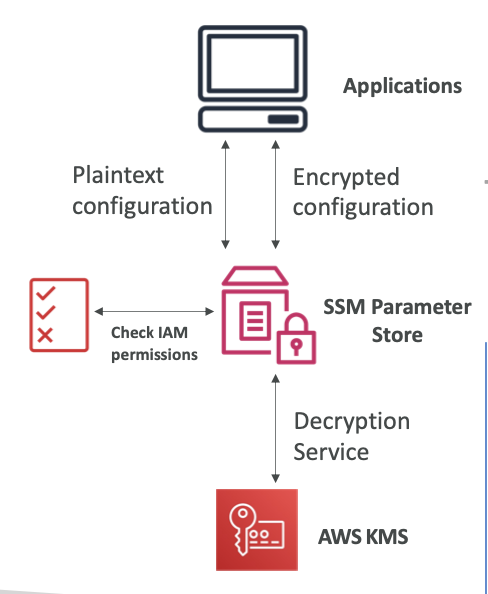 Applications
Plaintext
configuration
Encrypted
configuration
SSM Parameter
Store
Check IAM
permissions
Decryption
Service
AWS KMS